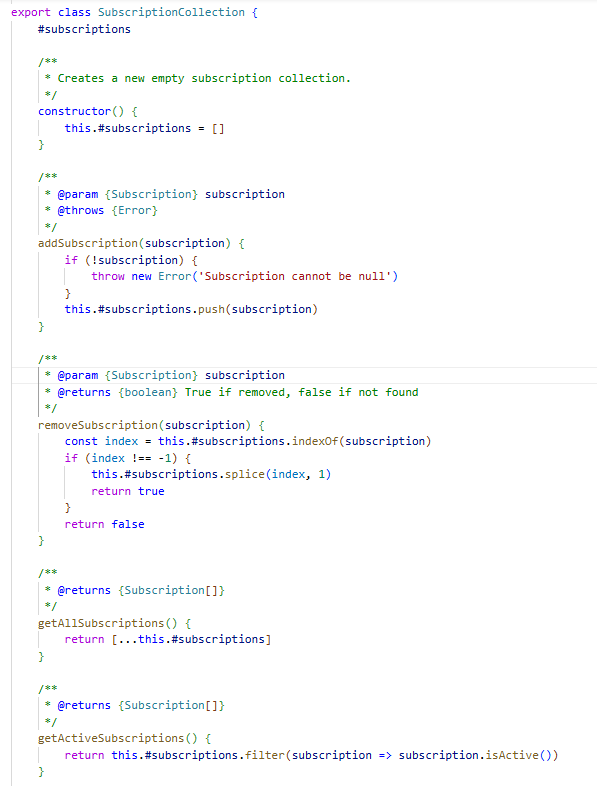 export class SubscriptionCollection {
    #subscriptions

    /**
     * Creates a new empty subscription collection.
     */
    constructor() {
        this.#subscriptions = []
    }

    /**
     * @param {Subscription} subscription
     * @throws {Error}
     */
    addSubscription(subscription) {
        if (!subscription) {
            throw new Error('Subscription cannot be null')
        }
        this.#subscriptions.push(subscription)
    }

    /**
     * @param {Subscription} subscription
     * @returns {boolean} True if removed, false if not found
     */
    removeSubscription(subscription) {
        const index = this.#subscriptions.indexOf(subscription)
        if (index !== -1) {
            this.#subscriptions.splice(index, 1)
            return true
        }
        return false
    }

    /**
     * @returns {Subscription[]}
     */
    getAllSubscriptions() {
        return [...this.#subscriptions]
    }

    /**
     * @returns {Subscription[]}
     */
    getActiveSubscriptions() {
        return this.#subscriptions.filter(subscription => subscription.isActive())
    }